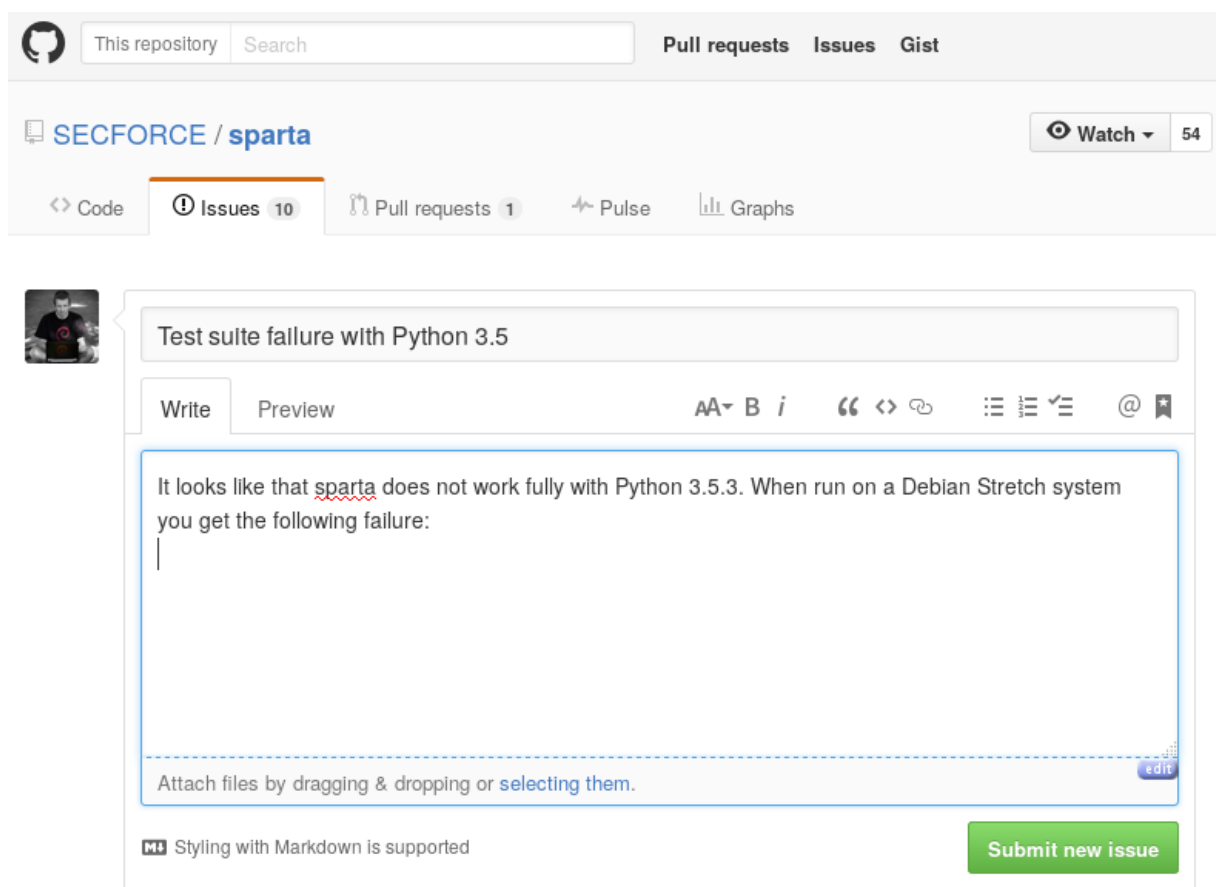 This repository Search Pull requests Issues Gist
SECFORCE / sparta Watch 54
Code Issues 10 Pull requests 1 Pulse Graphs
Test suite failure with Python 3.5
Write Preview AA B i @
It looks like that sparta does not work fully with Python 3.5.3. When run on a Debian Stretch system
you get the following failure:
edit
Attach files by dragging & dropping or selecting them.
Styling with Markdown is supported Submit new issue